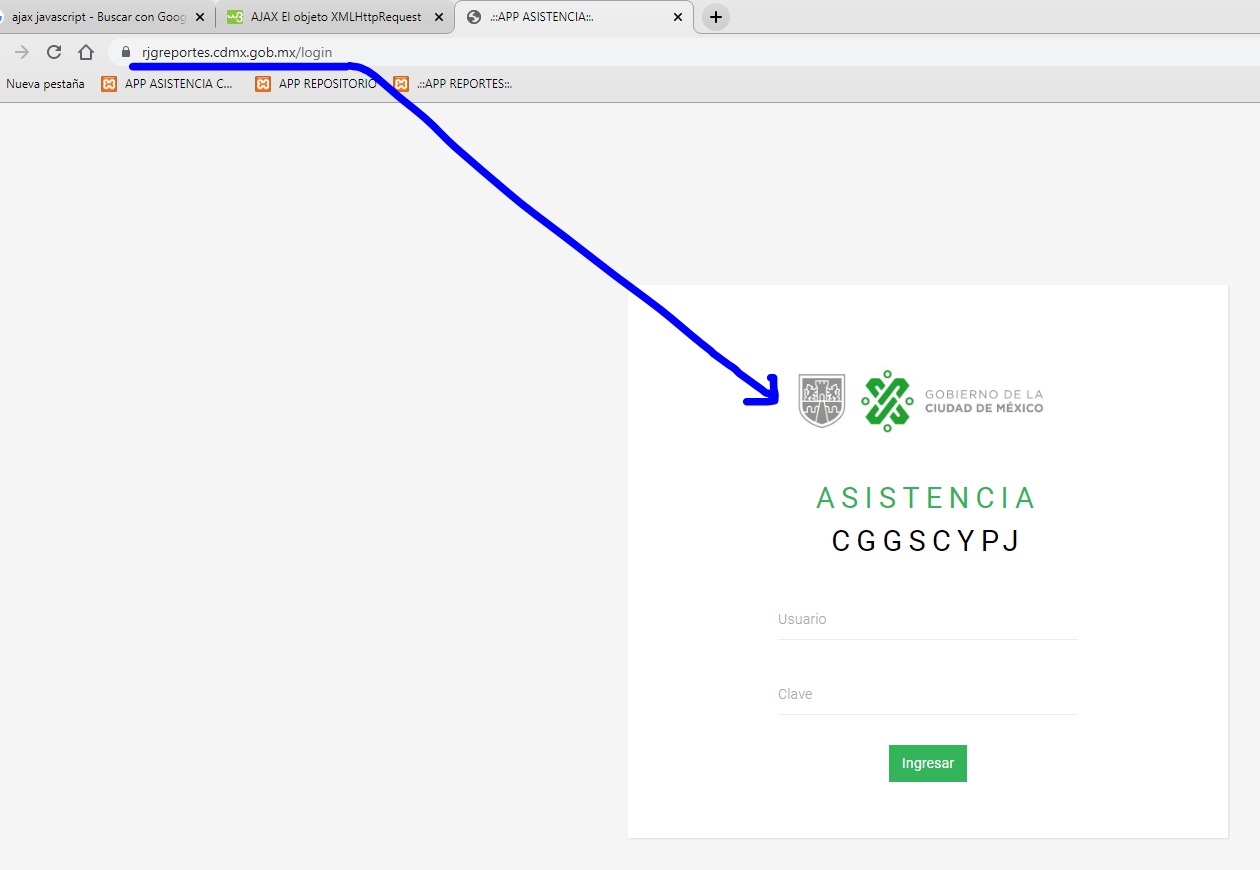 ajax javascript - Buscar con Goog
AJAX El objeto XMLHttpRequest
.::APP ASISTENCIA::.
rjgreportes.cdmx.gob.mx/login
Nueva pestaña
APP ASISTENCIA C...
APP REPOSITORIO
.::APP REPORTES::.
GOBIERNO DE LA
CIUDAD DE MÉXICO
ASISTENCIA
CGGSCYPJ
Usuario
Clave
Ingresar